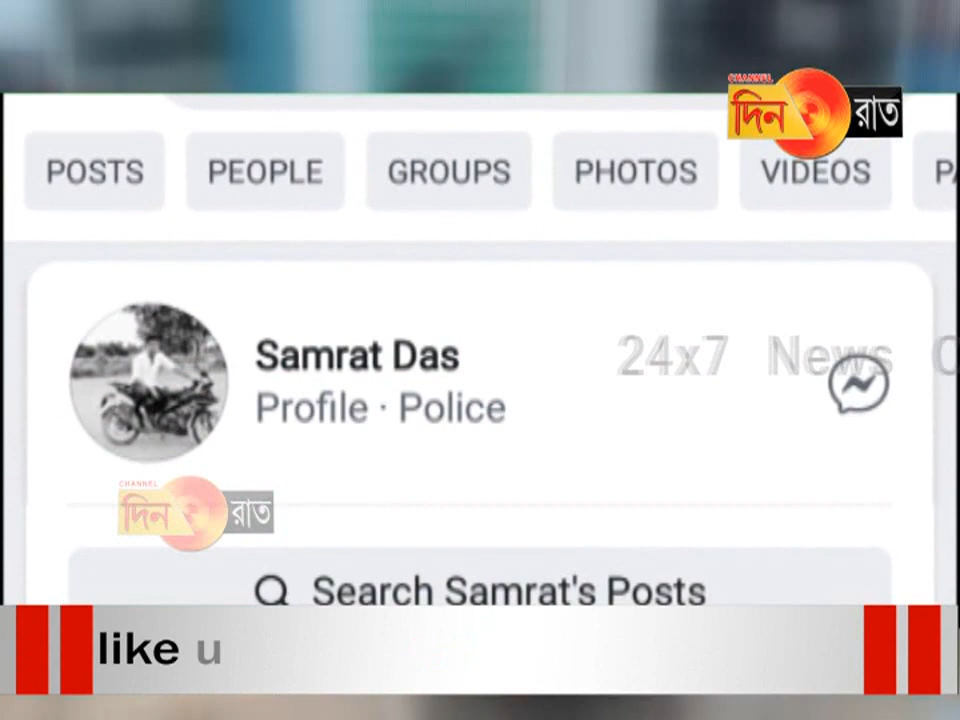 CHANNEL
দিন রাত
POSTS PEOPLE GROUPS PHOTOS VIDEOS
Samrat Das
Profile · Police
24x7 News
CHANNEL
দিন রাত
Search Samrat's Posts
like u